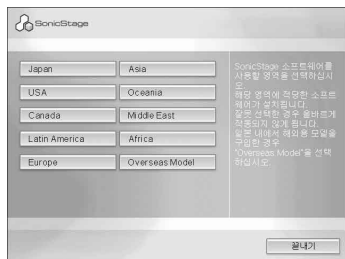 SonicStage
Japan
Asia
USA
Oceania
Canada
Middle East
Latin America
Africa
Europe
Overseas Model
SonicStage 소프트웨어를
사용할 영역을 선택하십시
오.
해당 영역에 적당한 소프트
웨어가 설치됩니다.
잘못 선택한 경우 올바르게
작동되지 않게 됩니다.
일본 내에서 해외용 모델을
구입한 경우
"Overseas Model"을 선택
하십시오.
끝내기